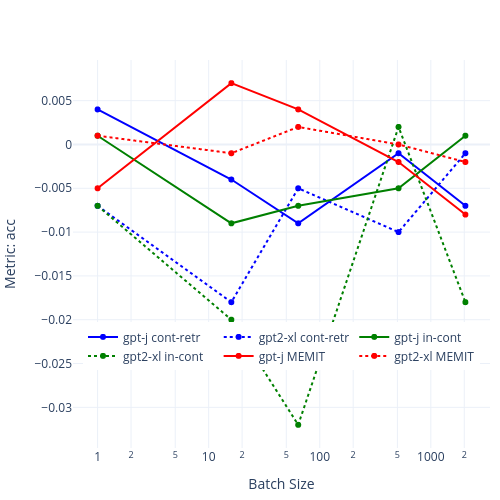 0.005
0
−0.005
−0.01
−0.015
−0.02
−0.025
−0.03
Metric: acc
gpt-j cont-retr gpt2-xl cont-retr gpt-j in-cont
gpt2-xl in-cont gpt-j MEMIT gpt2-xl MEMIT
1 2 5 10 2 5 100 2 5 1000 2
Batch Size